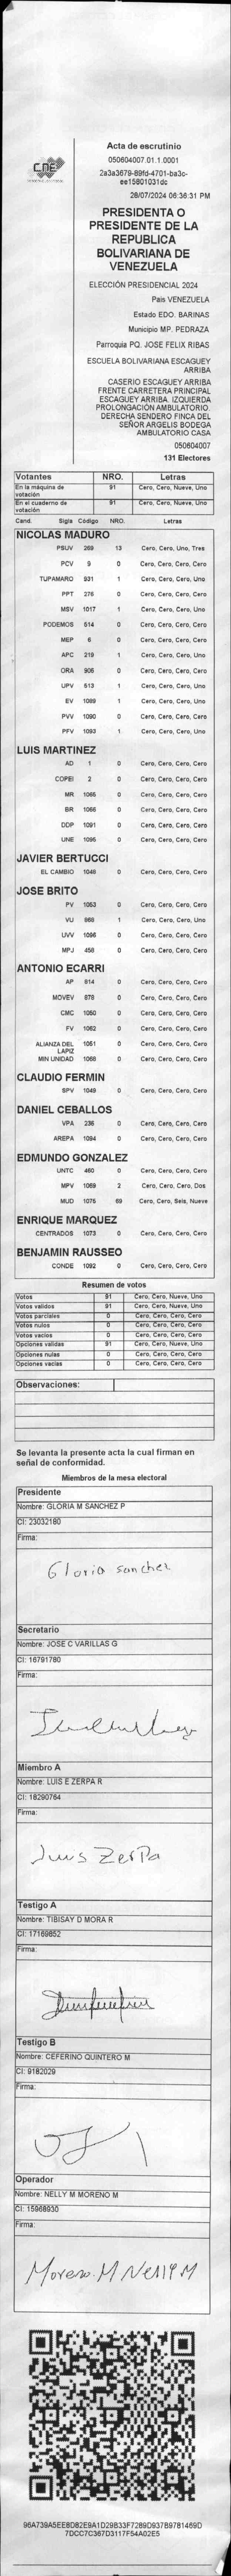 CNE
Acta de escrutinio
050604007.01.1.0001
2a3a3679-89fd-4701-ba3c-
ee15801031dc
28/07/2024 06:36:31 PM
PRESIDENTA O
PRESIDENTE DE LA
REPUBLICA
BOLIVARIANA DE
VENEZUELA
ELECCIÓN PRESIDENCIAL 2024
Pais VENEZUELA
Estado EDO. BARINAS
Municipio MP. PEDRAZA
Parroquia PQ. JOSE FELIX RIBAS
ESCUELA BOLIVARIANA ESCAGUEY
ARRIBA
CASERIO ESCAGUEY ARRIBA
FRENTE CARRETERA PRINCIPAL
ESCAGUEY ARRIBA. IZQUIERDA
PROLONGACIÓN AMBULATORIO.
DERECHA SENDERO FINCA DEL
SEÑOR ARGELIS BODEGA
AMBULATORIO CASA
050604007
131 Electores
Votantes NRO. Letras
En la máquina de votación 91 Cero, Cero, Nueve, Uno
En el cuaderno de votación 91 Cero, Cero, Nueve, Uno
Cand. Sigla Código NRO. Letras
NICOLAS MADURO
PSUV 269 13 Cero, Cero, Uno, Tres
PCV 9 0 Cero, Cero, Cero, Cero
TUPAMARO 931 1 Cero, Cero, Cero, Uno
PPT 276 0 Cero, Cero, Cero, Cero
MSV 1017 1 Cero, Cero, Cero, Uno
PODEMOS 514 0 Cero, Cero, Cero, Cero
MEP 6 0 Cero, Cero, Cero, Cero
APC 219 1 Cero, Cero, Cero, Uno
ORA 906 0 Cero, Cero, Cero, Cero
UPV 513 1 Cero, Cero, Cero, Uno
EV 1089 1 Cero, Cero, Cero, Uno
PVV 1090 0 Cero, Cero, Cero, Cero
PFV 1093 1 Cero, Cero, Cero, Uno
LUIS MARTINEZ
AD 1 0 Cero, Cero, Cero, Cero
COPEI 2 0 Cero, Cero, Cero, Cero
MR 1065 0 Cero, Cero, Cero, Cero
BR 1066 0 Cero, Cero, Cero, Cero
DDP 1091 0 Cero, Cero, Cero, Cero
UNE 1095 0 Cero, Cero, Cero, Cero
JAVIER BERTUCCI
EL CAMBIO 1048 0 Cero, Cero, Cero, Cero
JOSE BRITO
PV 1053 0 Cero, Cero, Cero, Cero
VU 868 1 Cero, Cero, Cero, Uno
UVV 1096 0 Cero, Cero, Cero, Cero
MPJ 458 0 Cero, Cero, Cero, Cero
ANTONIO ECARRI
AP 814 0 Cero, Cero, Cero, Cero
MOVEV 878 0 Cero, Cero, Cero, Cero
CMC 1050 0 Cero, Cero, Cero, Cero
FV 1062 0 Cero, Cero, Cero, Cero
ALIANZA DEL LAPIZ 1051 0 Cero, Cero, Cero, Cero
MIN UNIDAD 1068 0 Cero, Cero, Cero, Cero
CLAUDIO FERMIN
SPV 1049 0 Cero, Cero, Cero, Cero
DANIEL CEBALLOS
VPA 236 0 Cero, Cero, Cero, Cero
AREPA 1094 0 Cero, Cero, Cero, Cero
EDMUNDO GONZALEZ
UNTC 460 0 Cero, Cero, Cero, Cero
MPV 1069 2 Cero, Cero, Cero, Dos
MUD 1075 69 Cero, Cero, Seis, Nueve
ENRIQUE MARQUEZ
CENTRADOS 1073 0 Cero, Cero, Cero, Cero
BENJAMIN RAUSSEO
CONDE 1092 0 Cero, Cero, Cero, Cero
Resumen de votos
Votos 91 Cero, Cero, Nueve, Uno
Votos validos 91 Cero, Cero, Nueve, Uno
Votos parciales 0 Cero, Cero, Cero, Cero
Votos nulos 0 Cero, Cero, Cero, Cero
Votos vacios 0 Cero, Cero, Cero, Cero
Opciones validas 91 Cero, Cero, Nueve, Uno
Opciones nulas 0 Cero, Cero, Cero, Cero
Opciones vacias 0 Cero, Cero, Cero, Cero
Observaciones:
Se levanta la presente acta la cual firman en
señal de conformidad.
Miembros de la mesa electoral
Presidente
Nombre: GLORIA M SANCHEZ P
CI: 23032180
Firma:
Gloria sanchez
Secretario
Nombre: JOSE C VARILLAS G
CI: 16791780
Firma:
Miembro A
Nombre: LUIS E ZERPA R
CI: 18290764
Firma:
Luis Zerpa
Testigo A
Nombre: TIBISAY D MORA R
CI: 17169852
Firma:
Testigo B
Nombre: CEFERINO QUINTERO M
CI: 9182029
Firma:
Operador
Nombre: NELLY M MORENO M
CI: 15968930
Firma:
Moreno. M Nelly M
96A739A5EE8D82E9A1D29B33F7289D937B9781469D
7DCC7C367D3117F54A02E5